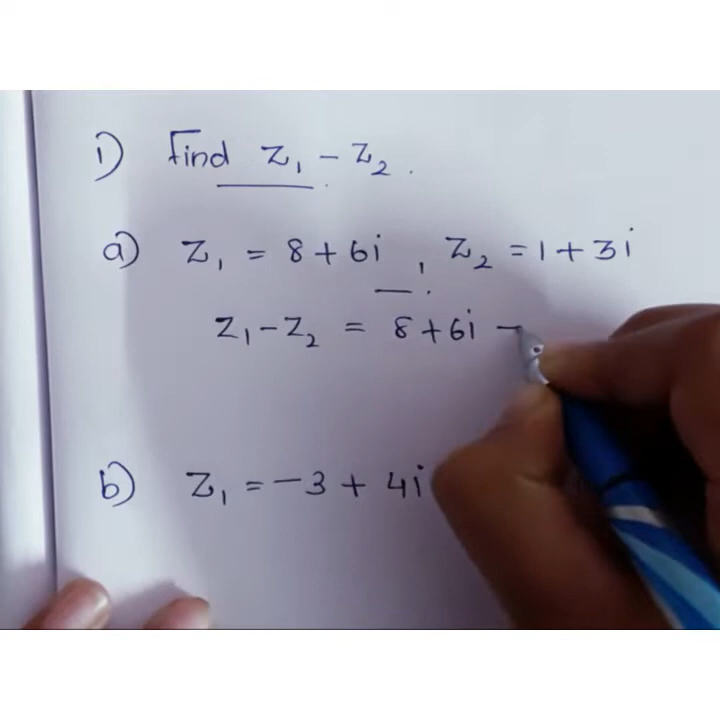 1) Find Z₁ - Z₂.
a) Z₁ = 8+6i, Z₂ = 1+3i
Z₁-Z₂ = 8+6i -
b) Z₁ = -3 + 4i